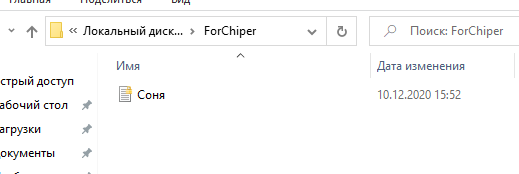 Главная Поделиться Вид
« Локальный диск... > ForChiper
Поиск: ForChiper
Имя Дата изменения
Соня 10.12.2020 15:52
стрый доступ
абочий стол
агрузки
окументы